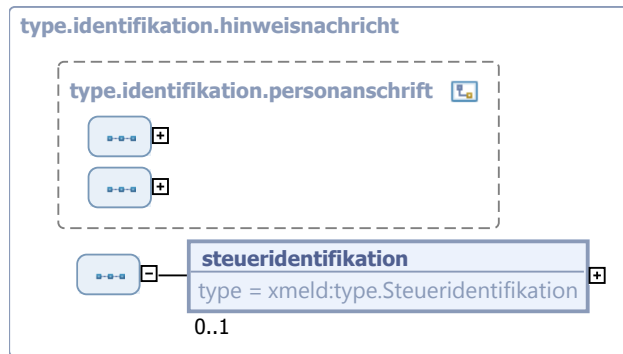 type.identifikation.hinweisnachricht
type.identifikation.personanschrift
steueridentifikation
type = xmeld:type.Steueridentifikation
0..1